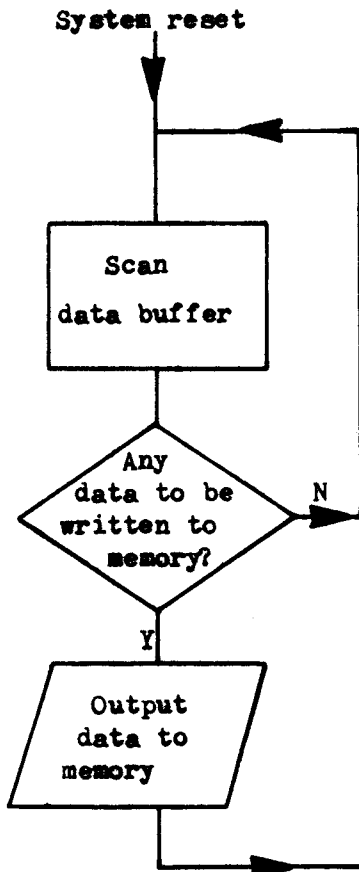 System reset
Scan
data buffer
Any
data to be
written to
memory?
N
Y
Output
data to
memory